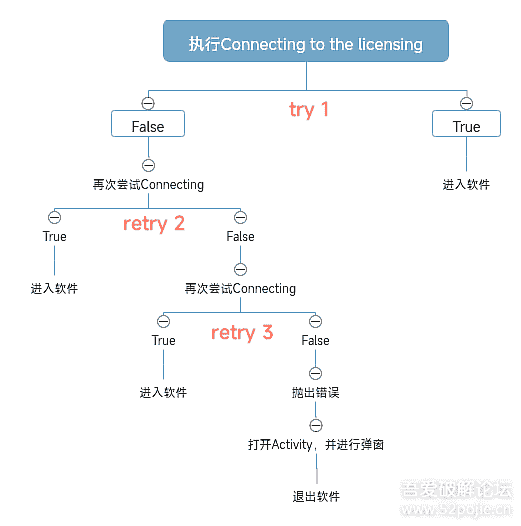 执行Connecting to the licensing
try 1
False
True
再次尝试Connecting
进入软件
retry 2
True
False
进入软件
再次尝试Connecting
retry 3
True
False
进入软件
抛出错误
打开Activity，并进行弹窗
退出软件
吾爱破解论坛
www.52pojie.cn